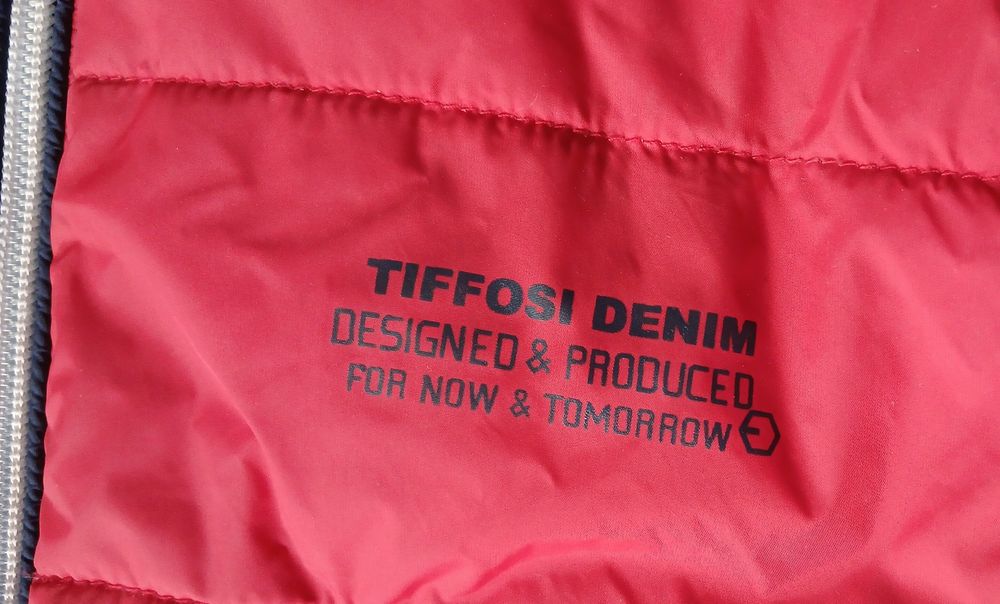 TIFFOSI DENIM
DESIGNED & PRODUCED
FOR NOW & TOMORROW